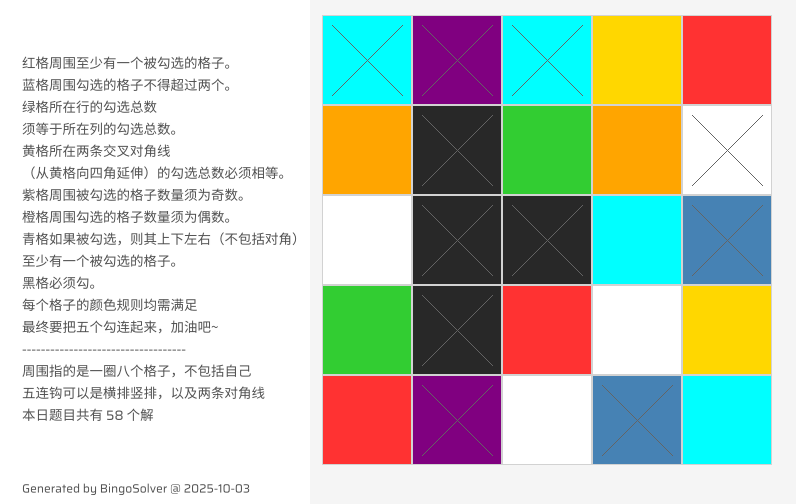 红格周围至少有一个被勾选的格子。
蓝格周围勾选的格子不得超过两个。
绿格所在行的勾选总数
须等于所在列的勾选总数。
黄格所在两条交叉对角线
（从黄格向四角延伸）的勾选总数必须相等。
紫格周围被勾选的格子数量须为奇数。
橙格周围勾选的格子数量须为偶数。
青格如果被勾选，则其上下左右（不包括对角）
至少有一个被勾选的格子。
黑格必须勾。
每个格子的颜色规则均需满足
最终要把五个勾连起来，加油吧~
-----------------------------------
周围指的是一圈八个格子，不包括自己
五连钩可以是横排竖排，以及两条对角线
本日题目共有 58 个解
Generated by BingoSolver @ 2025-10-03